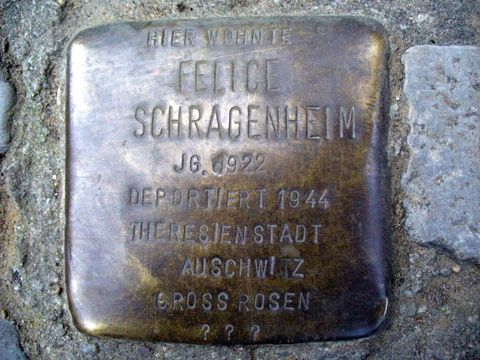 HIER WOHNTE
FELICE
SCHRAGENHEIM
JG. 1922
DEPORTIERT 1944
THERESIENSTADT
AUSCHWITZ
GROSS ROSEN
? ? ?